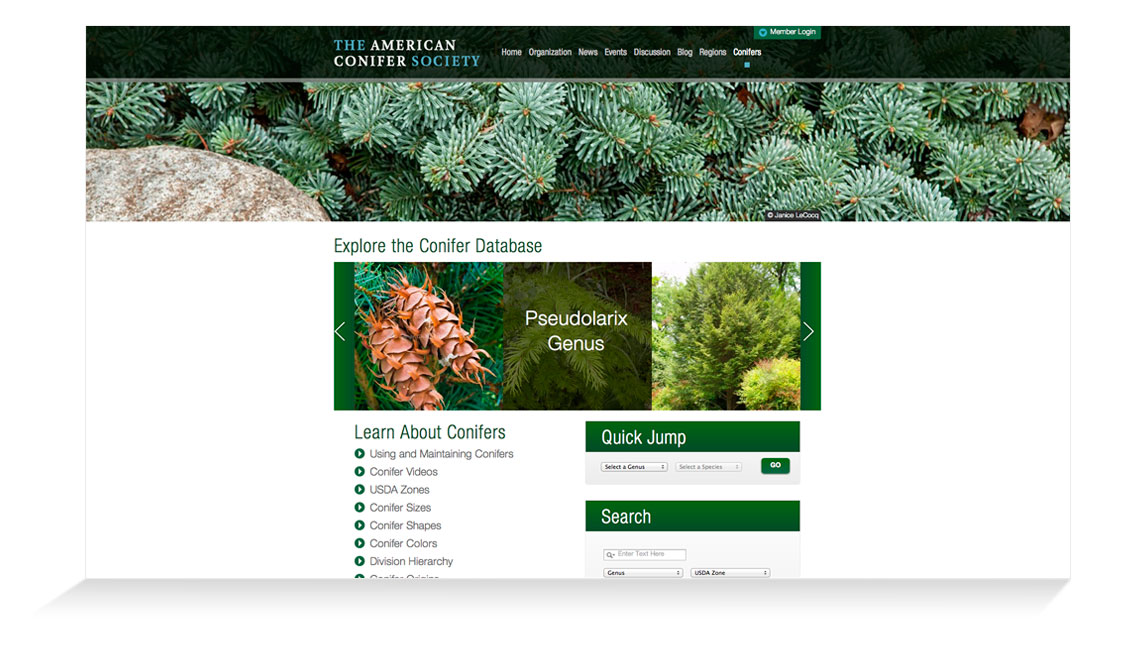 Member Login
THE AMERICAN
CONIFER SOCIETY
Home Organization News Events Discussion Blog Regions Conifers
© Janice LeCocq
Explore the Conifer Database
Pseudolarix
Genus
Learn About Conifers
Using and Maintaining Conifers
Conifer Videos
USDA Zones
Conifer Sizes
Conifer Shapes
Conifer Colors
Division Hierarchy
Conifer Origins
Quick Jump
Select a Genus Select a Species GO
Search
Enter Text Here
Genus USDA Zone